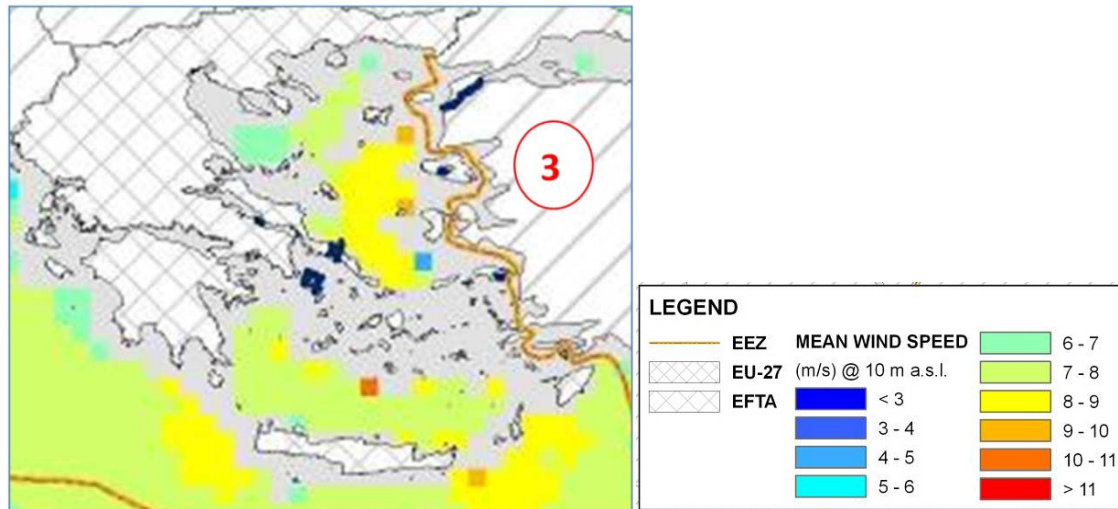 3
LEGEND
EEZ
EU-27
EFTA
MEAN WIND SPEED
(m/s) @ 10 m a.s.l.
< 3
3 - 4
4 - 5
5 - 6
6 - 7
7 - 8
8 - 9
9 - 10
10 - 11
> 11